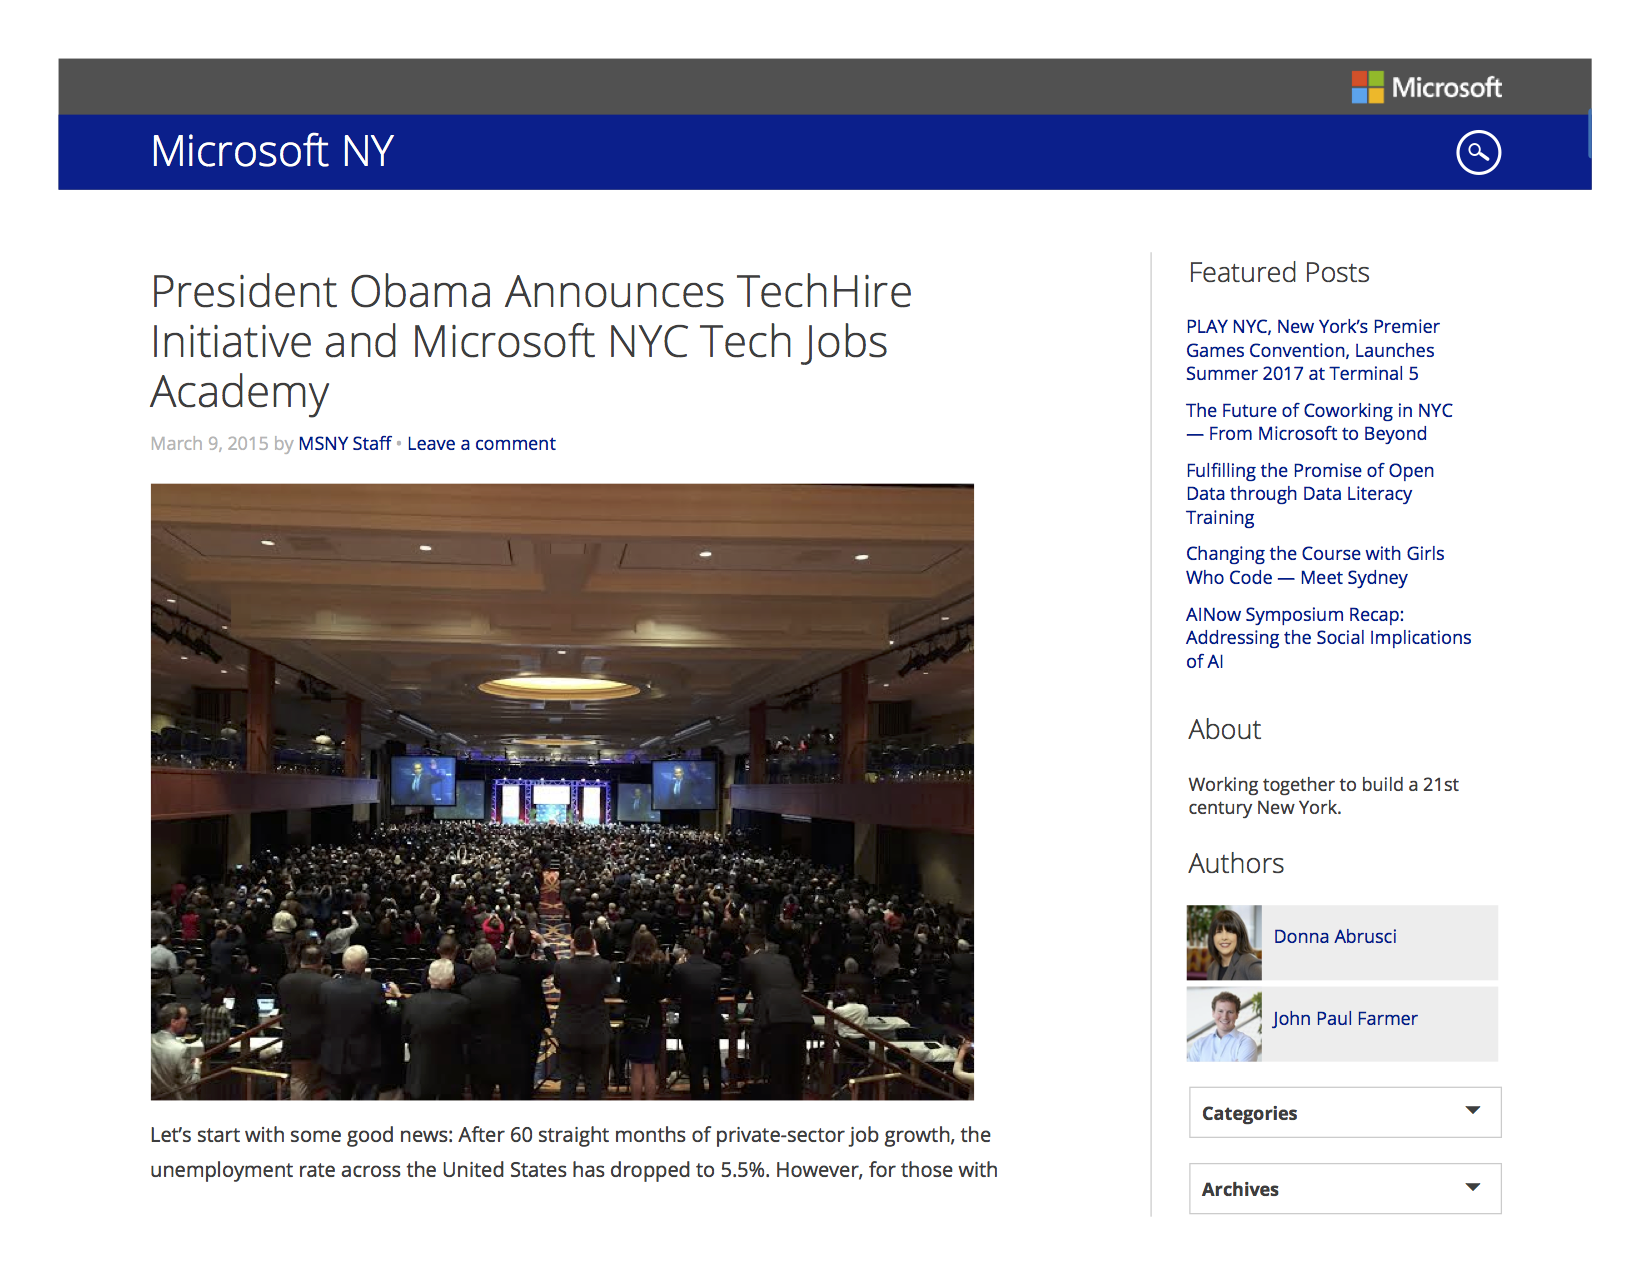 Microsoft
Microsoft NY
President Obama Announces TechHire
Initiative and Microsoft NYC Tech Jobs
Academy
March 9, 2015 by MSNY Staff • Leave a comment
Let’s start with some good news: After 60 straight months of private-sector job growth, the
unemployment rate across the United States has dropped to 5.5%. However, for those with
Featured Posts
PLAY NYC, New York’s Premier
Games Convention, Launches
Summer 2017 at Terminal 5
The Future of Coworking in NYC
— From Microsoft to Beyond
Fulfilling the Promise of Open
Data through Data Literacy
Training
Changing the Course with Girls
Who Code — Meet Sydney
AINow Symposium Recap:
Addressing the Social Implications
of AI
About
Working together to build a 21st
century New York.
Authors
Donna Abrusci
John Paul Farmer
Categories
Archives